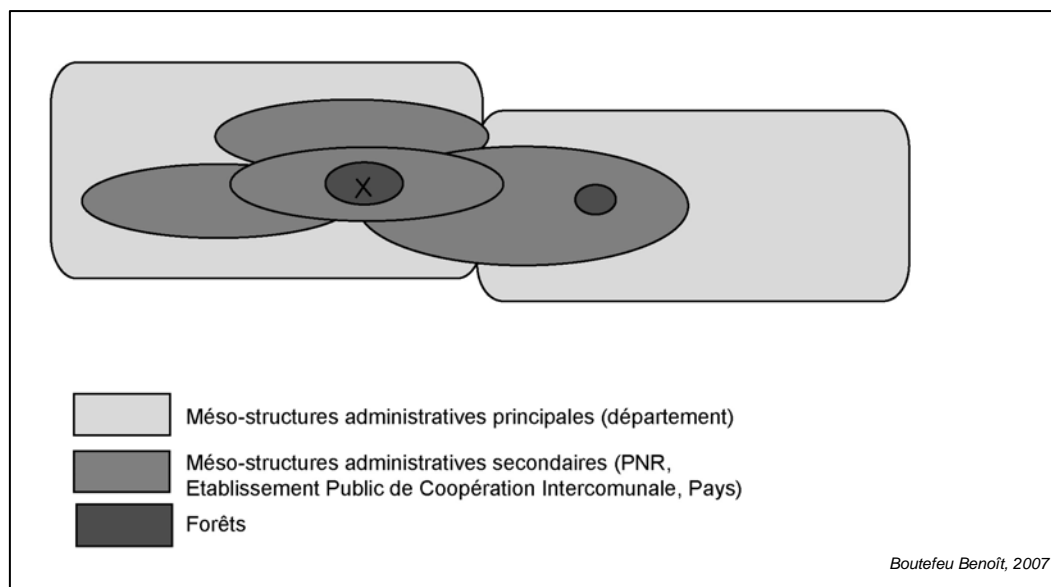 X
Méso-structures administratives principales (département)
Méso-structures administratives secondaires (PNR,
Etablissement Public de Coopération Intercomunale, Pays)
Forêts
Boutefeu Benoît, 2007